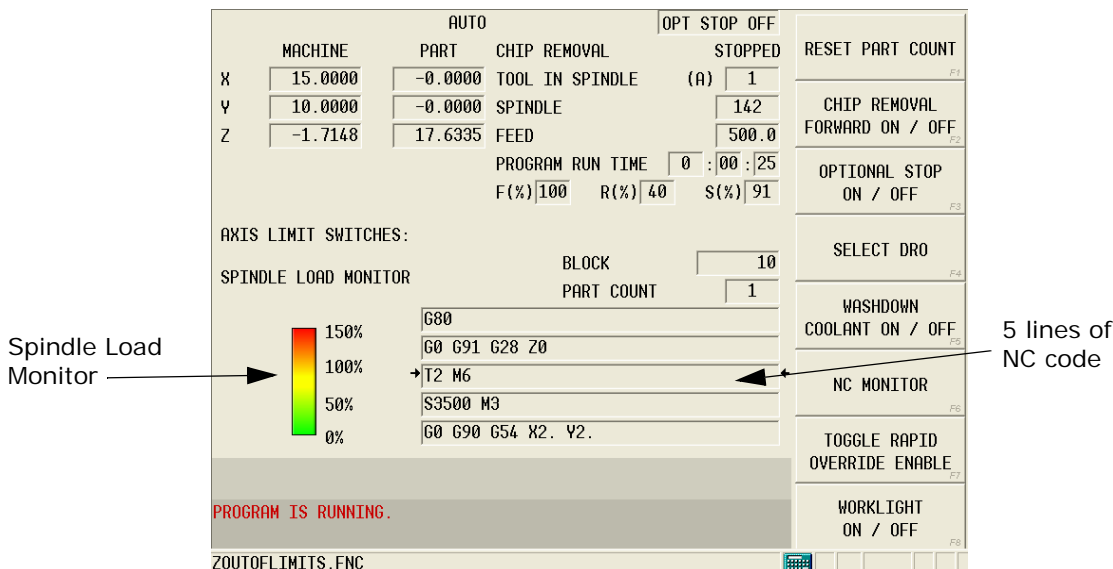 AUTO OPT STOP OFF
MACHINE PART CHIP REMOVAL STOPPED
X 15.0000 -0.0000 TOOL IN SPINDLE (A) 1
Y 10.0000 -0.0000 SPINDLE 142
Z -1.7148 17.6335 FEED 500.0
PROGRAM RUN TIME 0 : 00 : 25
F(%) 100 R(%) 40 S(%) 91
AXIS LIMIT SWITCHES:
BLOCK 10
SPINDLE LOAD MONITOR
PART COUNT 1
150%
100%
50%
0%
G80
G0 G91 G28 Z0
T2 M6
S3500 M3
G0 G90 G54 X2. Y2.
PROGRAM IS RUNNING.
ZOUTOFLIMITS.FNC
RESET PART COUNT
F1
CHIP REMOVAL
FORWARD ON / OFF
F2
OPTIONAL STOP
ON / OFF
F3
SELECT DRO
F4
WASHDOWN
COOLANT ON / OFF
F5
NC MONITOR
F6
TOGGLE RAPID
OVERRIDE ENABLE
F7
WORKLIGHT
ON / OFF
F8
Spindle Load
Monitor
5 lines of
NC code